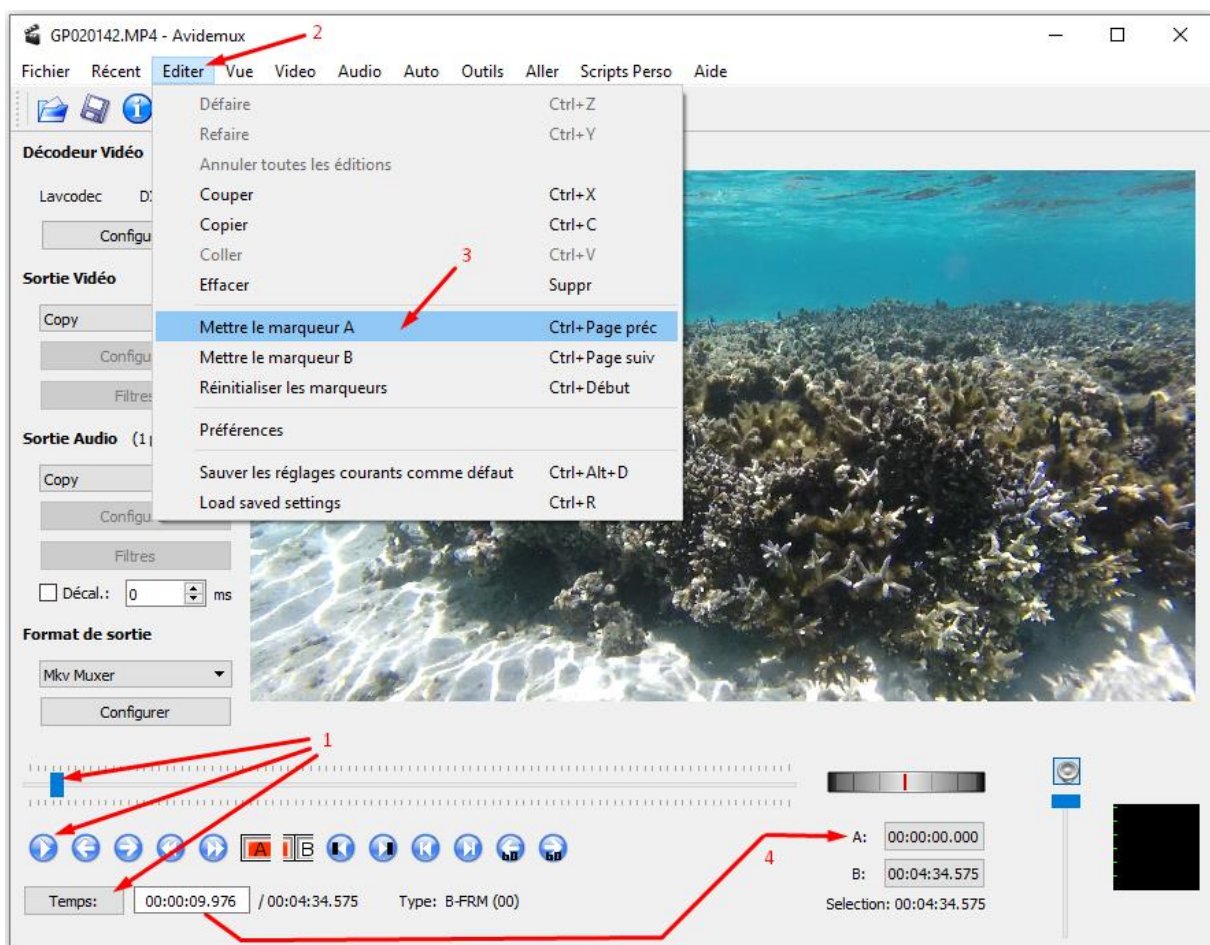 GP020142.MP4 - Avidemux
2
Fichier Récent Editer Vue Video Audio Auto Outils Aller Scripts Perso Aide
Défaire Ctrl+Z
Refaire Ctrl+Y
Décodeur Vidéo
Annuler toutes les éditions
Lavcodec
Couper Ctrl+X
Copier Ctrl+C
Coller Ctrl+V
3
Sortie Vidéo
Effacer Suppr
Copy
Mettre le marqueur A Ctrl+Page préc
Mettre le marqueur B Ctrl+Page suiv
Réinitialiser les marqueurs Ctrl+Début
Préférences
Sortie Audio
Copy
Sauver les réglages courants comme défaut Ctrl+Alt+D
Load saved settings Ctrl+R
Filtres
Décal.: 0 ms
Format de sortie
Mkv Muxer
Configurer
1
A B
60 60
A: 00:00:00.000
4
B: 00:04:34.575
Temps: 00:00:09.976 / 00:04:34.575 Type: B-FRM (00)
Selection: 00:04:34.575